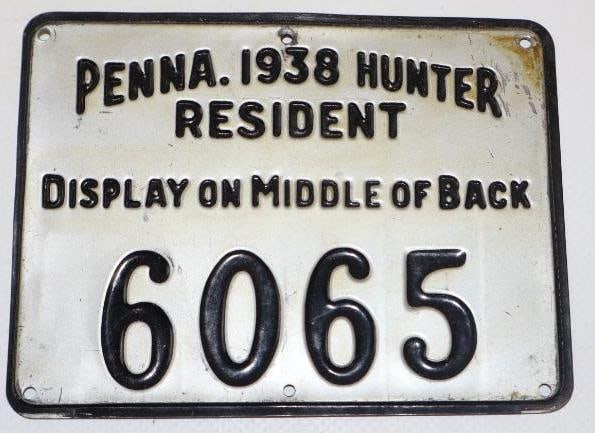 PENNA. 1938 HUNTER
RESIDENT
DISPLAY ON MIDDLE OF BACK
6065